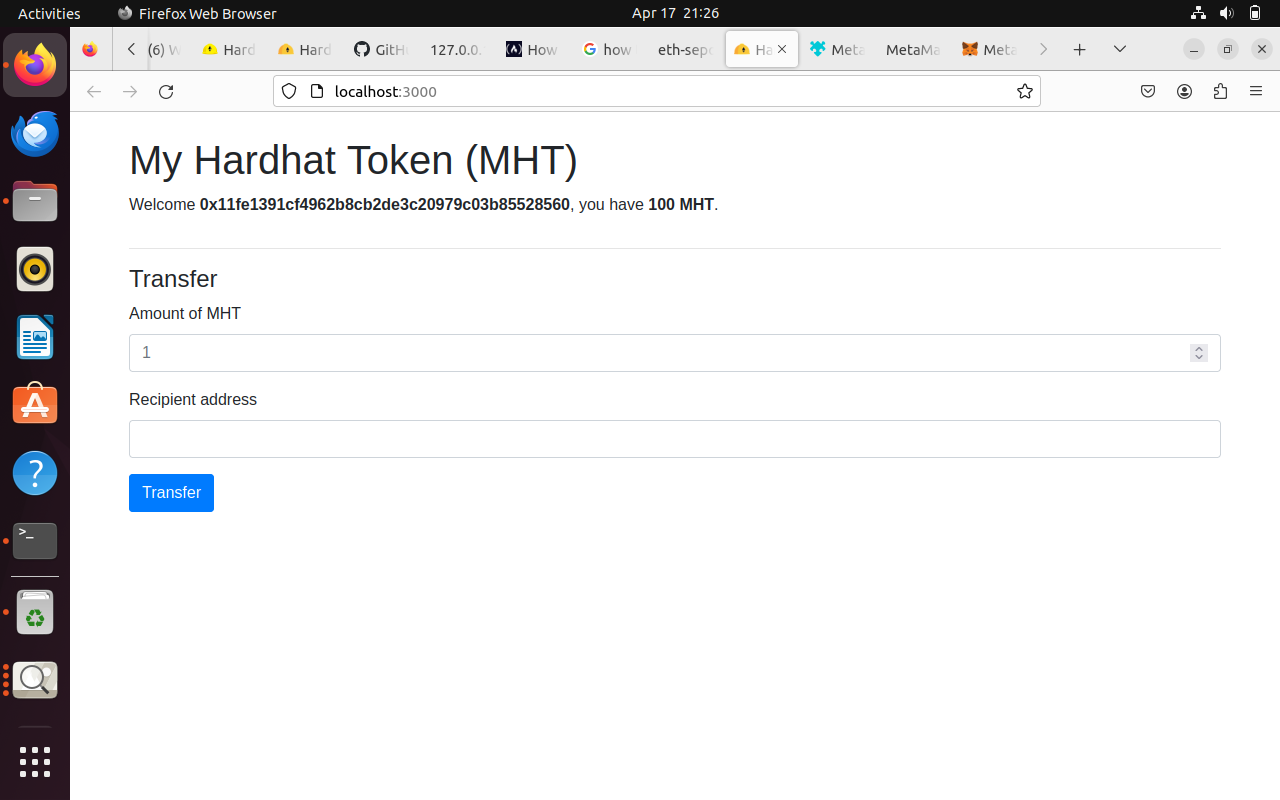 Activities
Firefox Web Browser
Apr 17 21:26
(6) W
Hard
Hard
GitH
127.0.0.
How
how
eth-sep
Ha
Meta
MetaMa
Meta
localhost:3000
My Hardhat Token (MHT)
Welcome 0x11fe1391cf4962b8cb2de3c20979c03b85528560, you have 100 MHT.
Transfer
Amount of MHT
1
Recipient address
Transfer